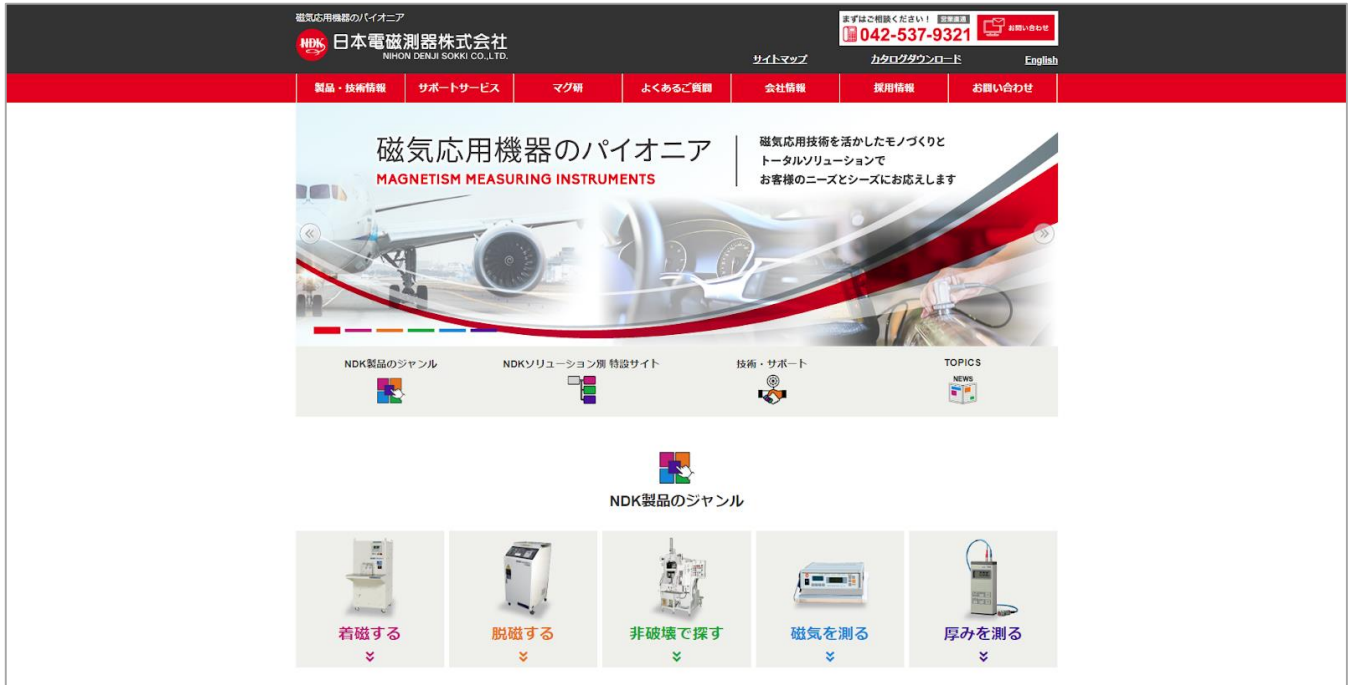 磁気応用機器のパイオニア
NDK 日本電磁測器株式会社
NIHON DENJI SOKKI CO.,LTD.
まずはご相談ください! 営業直通
042-537-9321
お問い合わせ
サイトマップ
カタログダウンロード
English
製品・技術情報 サポートサービス マグ研 よくあるご質問 会社情報 採用情報 お問い合わせ
磁気応用機器のパイオニア
MAGNETISM MEASURING INSTRUMENTS
磁気応用技術を活かしたモノづくりと
トータルソリューションで
お客様のニーズとシーズにお応えします
NDK製品のジャンル
NDKソリューション別 特設サイト
技術・サポート
TOPICS
NEWS
NDK製品のジャンル
着磁する
脱磁する
非破壊で探す
磁気を測る
厚みを測る